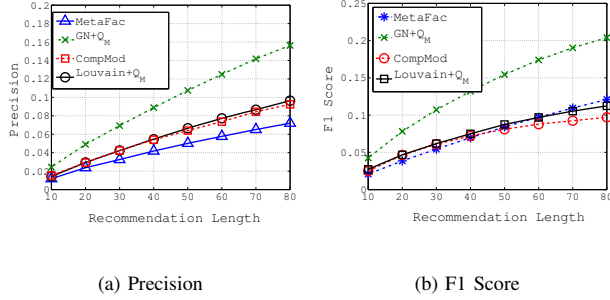 0.2
0.18
0.16
0.14
0.12
0.1
0.08
0.06
0.04
0.02
0
Precision
MetaFac
GN+Q_M
CompMod
Louvain+Q_M
10 20 30 40 50 60 70 80
Recommendation Length
(a) Precision
0.25
0.2
0.15
0.1
0.05
0
F1 Score
MetaFac
GN+Q_M
CompMod
Louvain+Q_M
10 20 30 40 50 60 70 80
Recommendation Length
(b) F1 Score